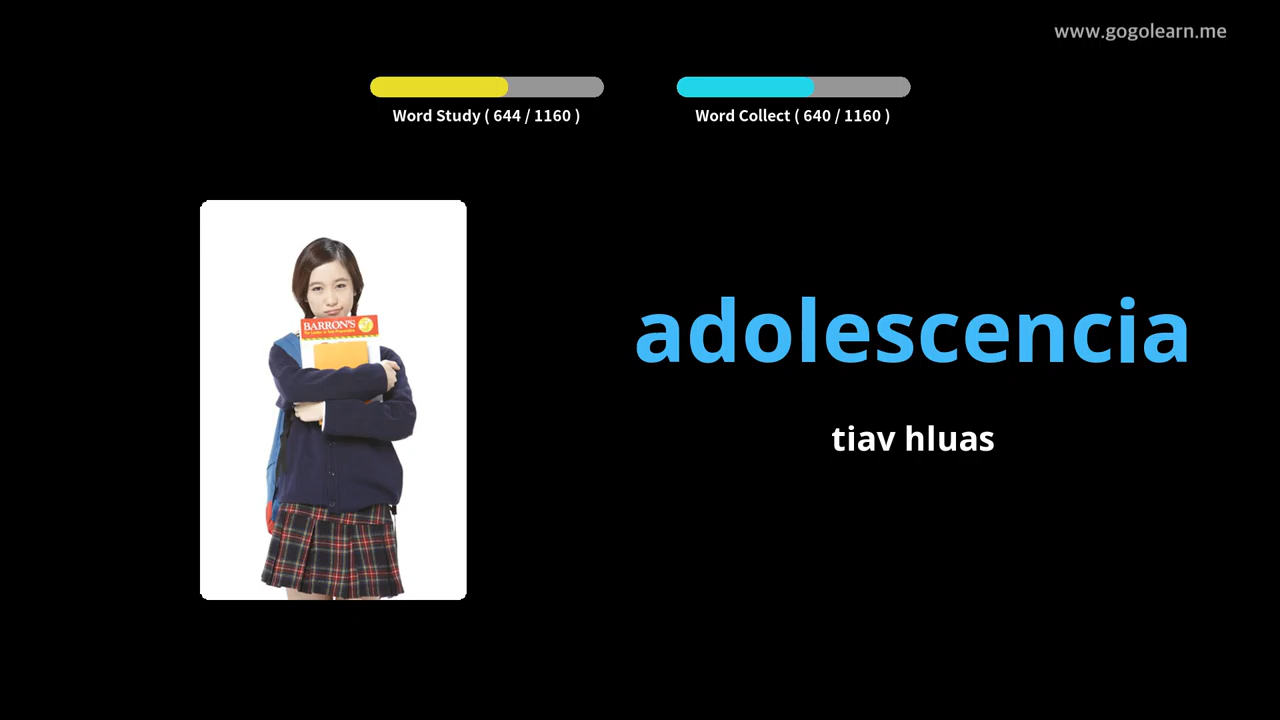 www.gogolearn.me
Word Study ( 644 / 1160 )
Word Collect ( 640 / 1160 )
BARRON'S
adolescencia
tiav hluas